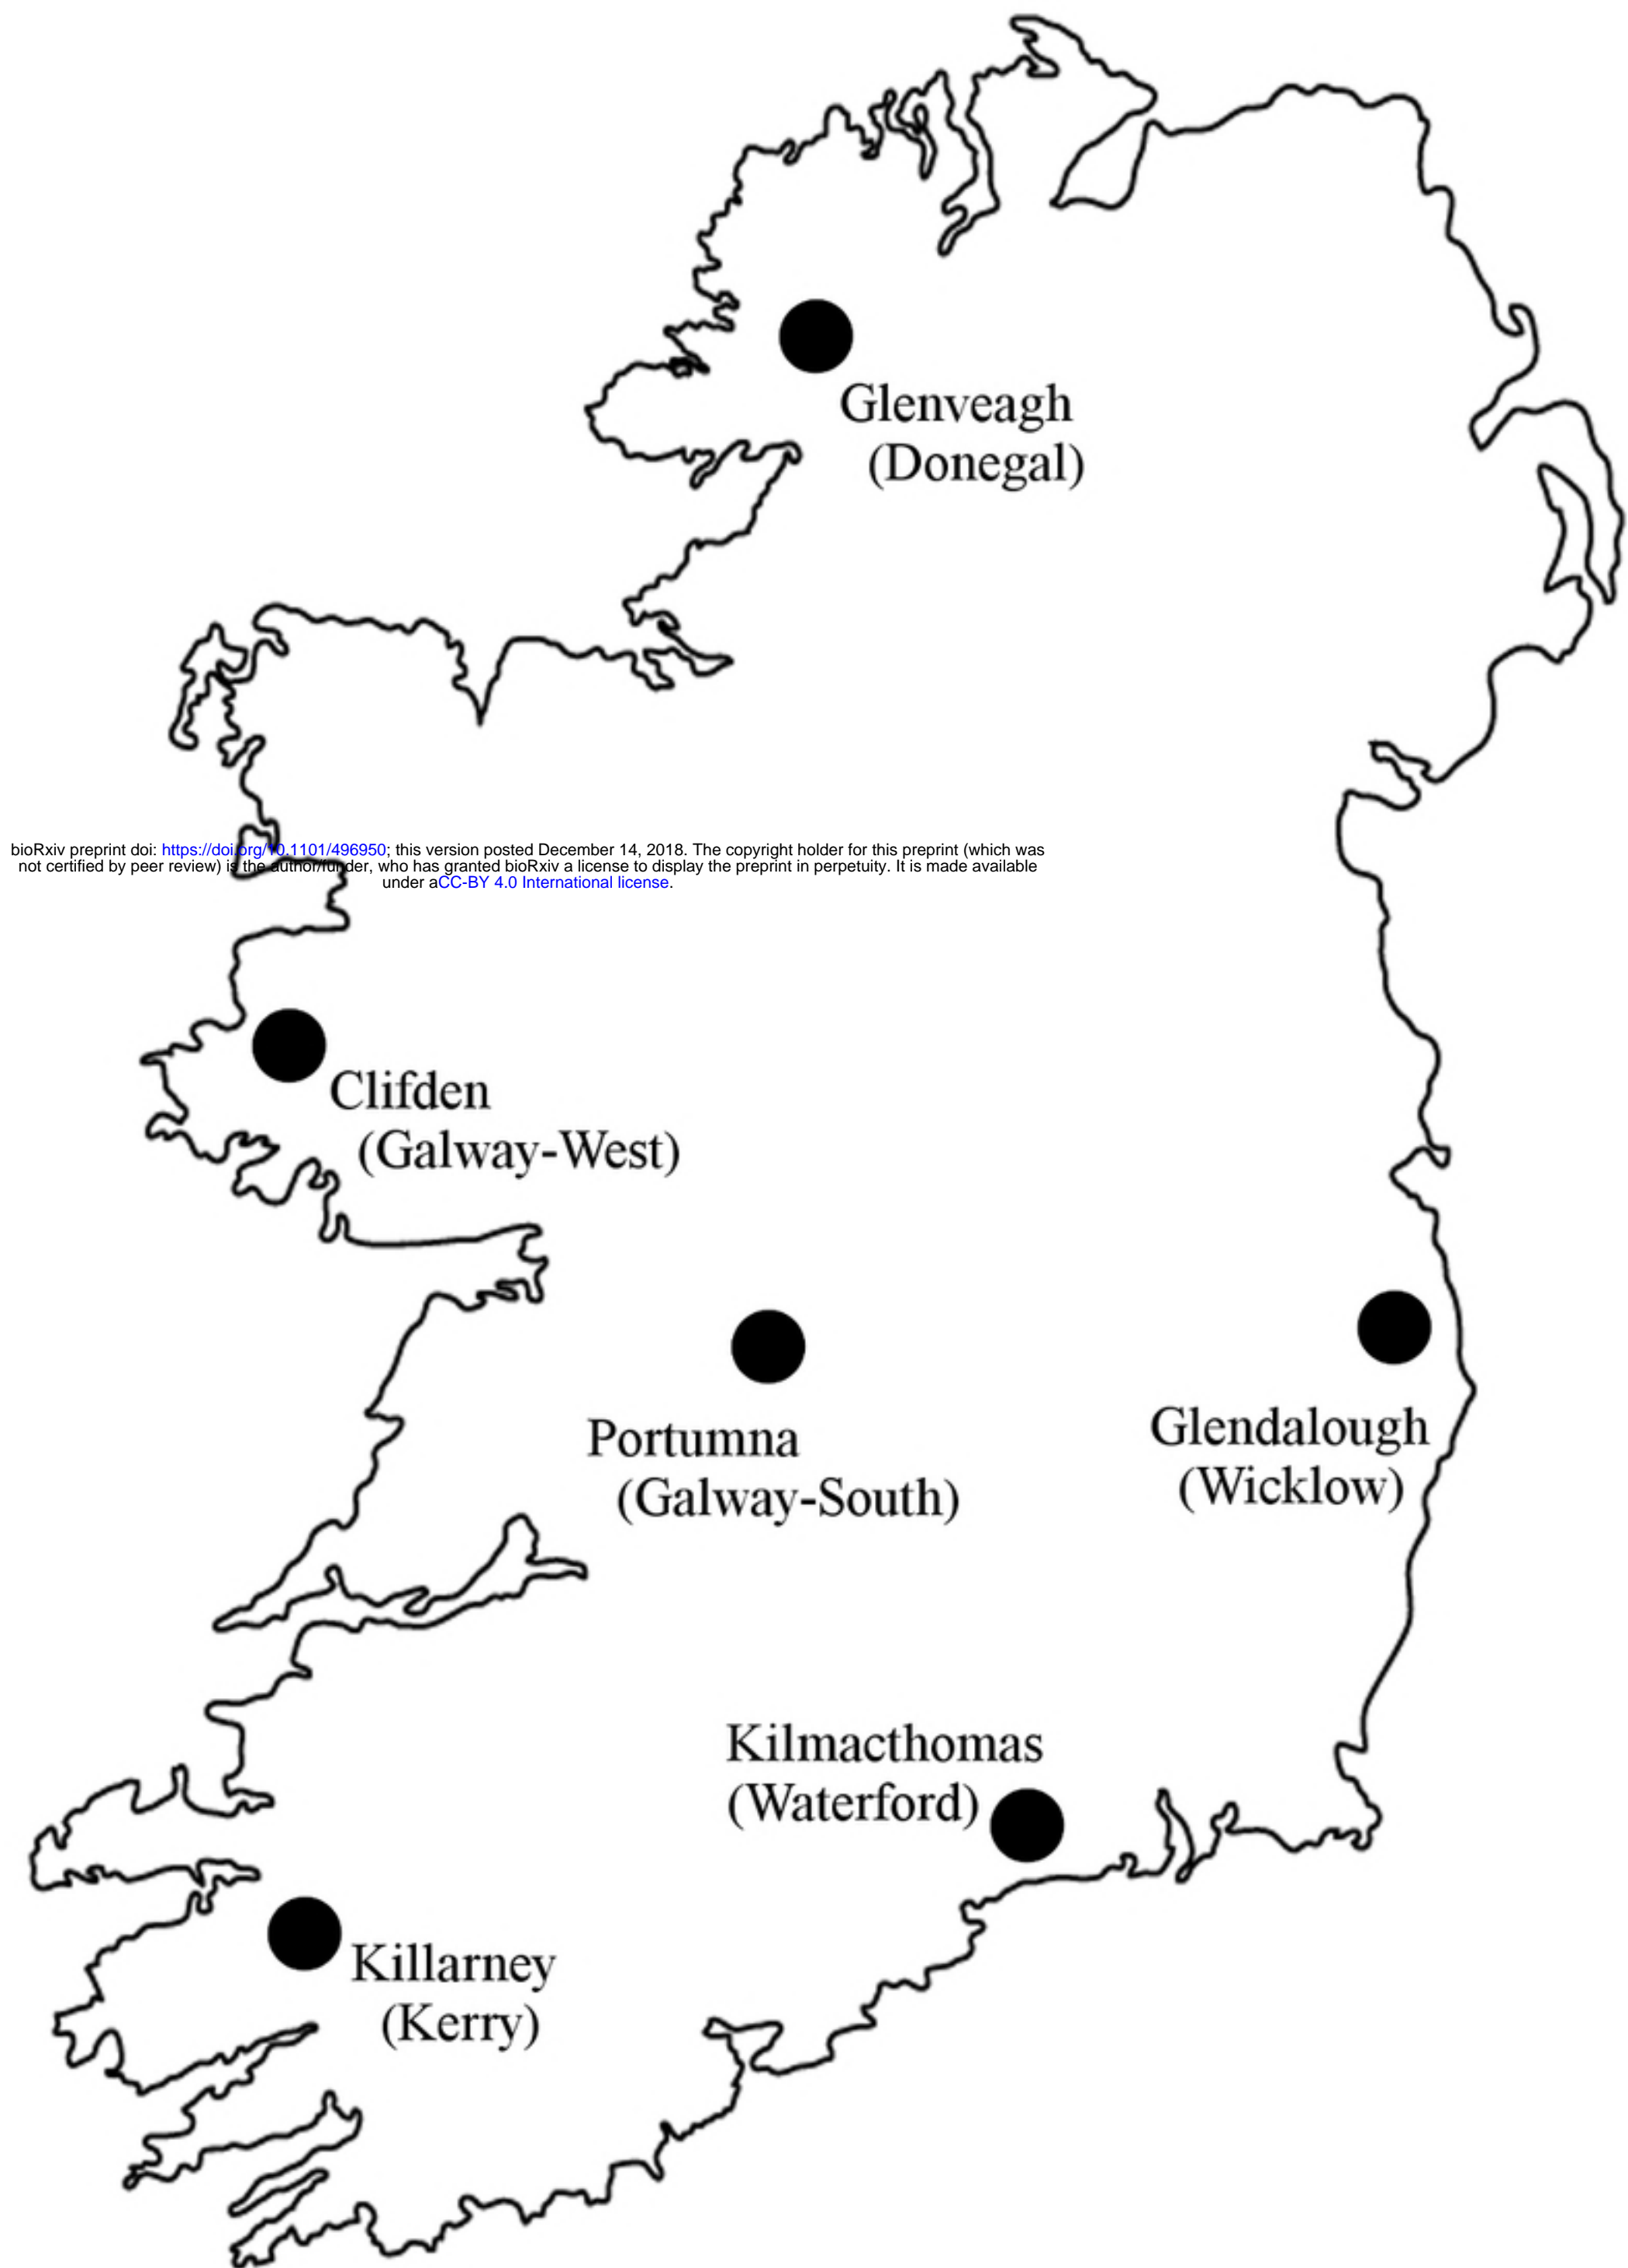 Glenveagh
(Donegal)
bioRxiv preprint doi: https://doi.org/10.1101/496950; this version posted December 14, 2018. The copyright holder for this preprint (which was
not certified by peer review) is the author/funder, who has granted bioRxiv a license to display the preprint in perpetuity. It is made available
under aCC-BY 4.0 International license.
Clifden
(Galway-West)
Portumna
(Galway-South)
Glendalough
(Wicklow)
Kilmacthomas
(Waterford)
Killarney
(Kerry)